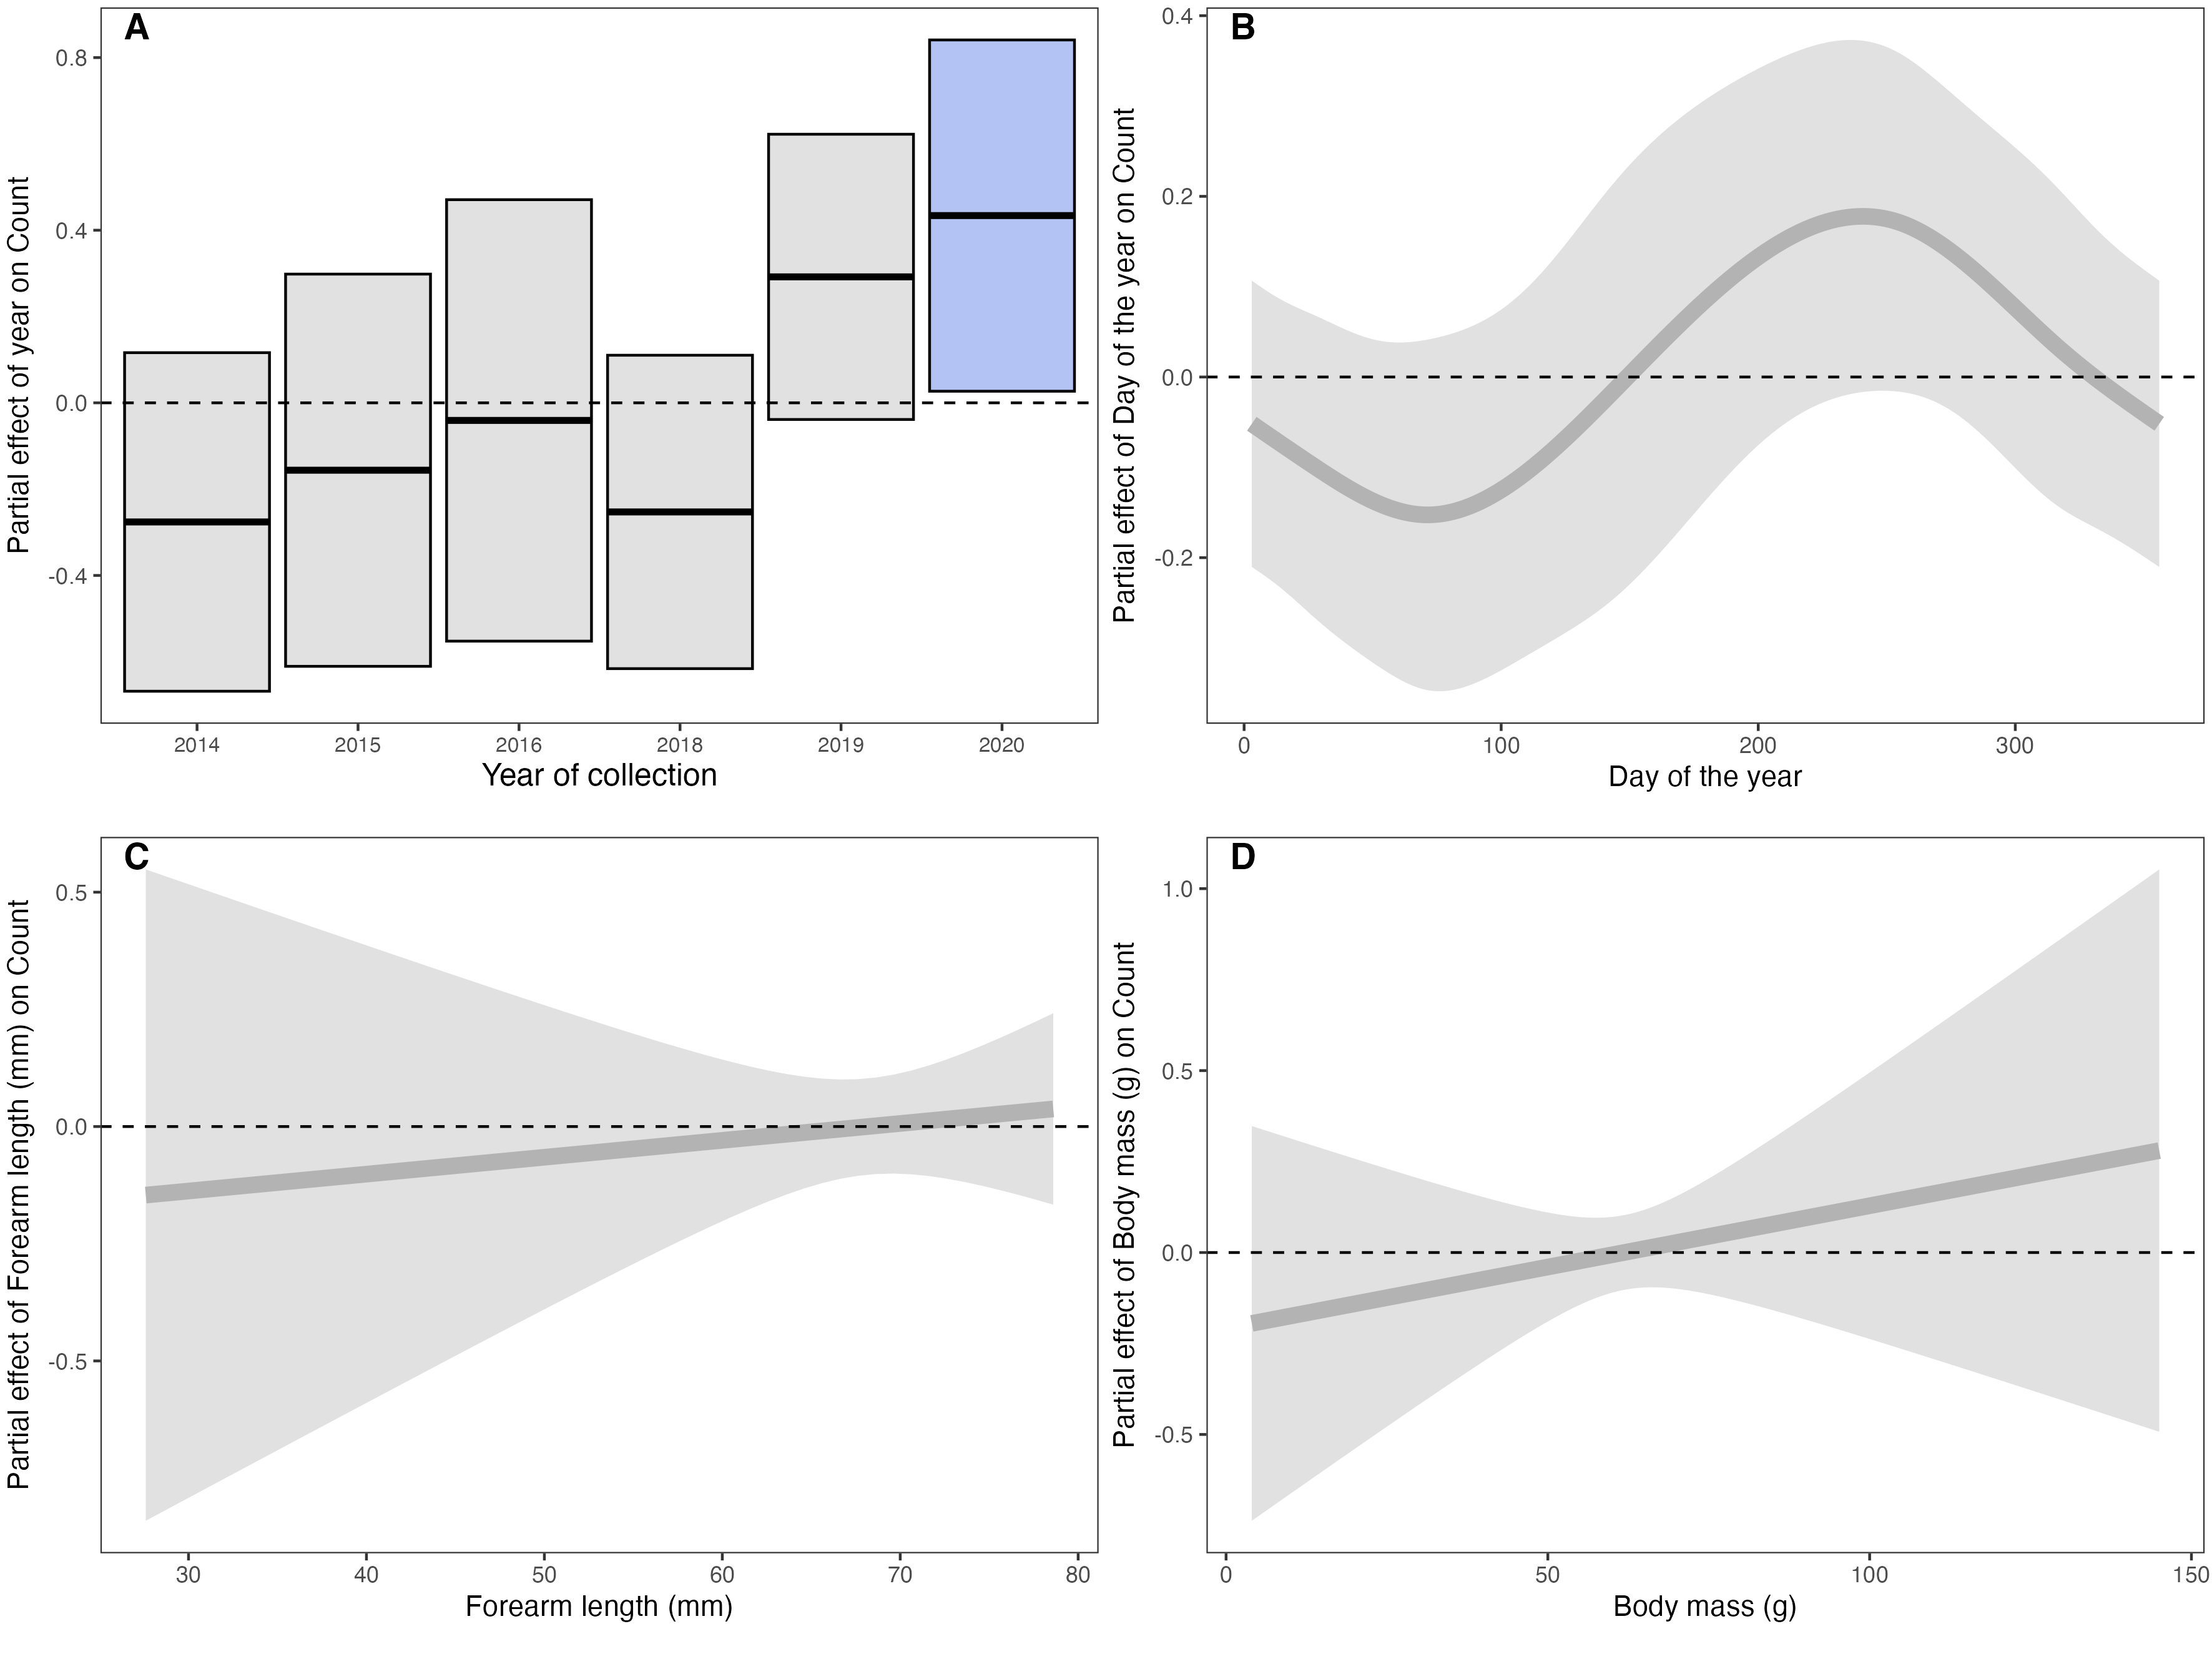 A
Partial effect of year on Count
0.8
0.4
0.0
-0.4
2014 2015 2016 2018 2019 2020
Year of collection
B
Partial effect of Day of the year on Count
0.4
0.2
0.0
-0.2
0 100 200 300
Day of the year
C
Partial effect of Forearm length (mm) on Count
0.5
0.0
-0.5
30 40 50 60 70 80
Forearm length (mm)
D
Partial effect of Body mass (g) on Count
1.0
0.5
0.0
-0.5
0 50 100 150
Body mass (g)